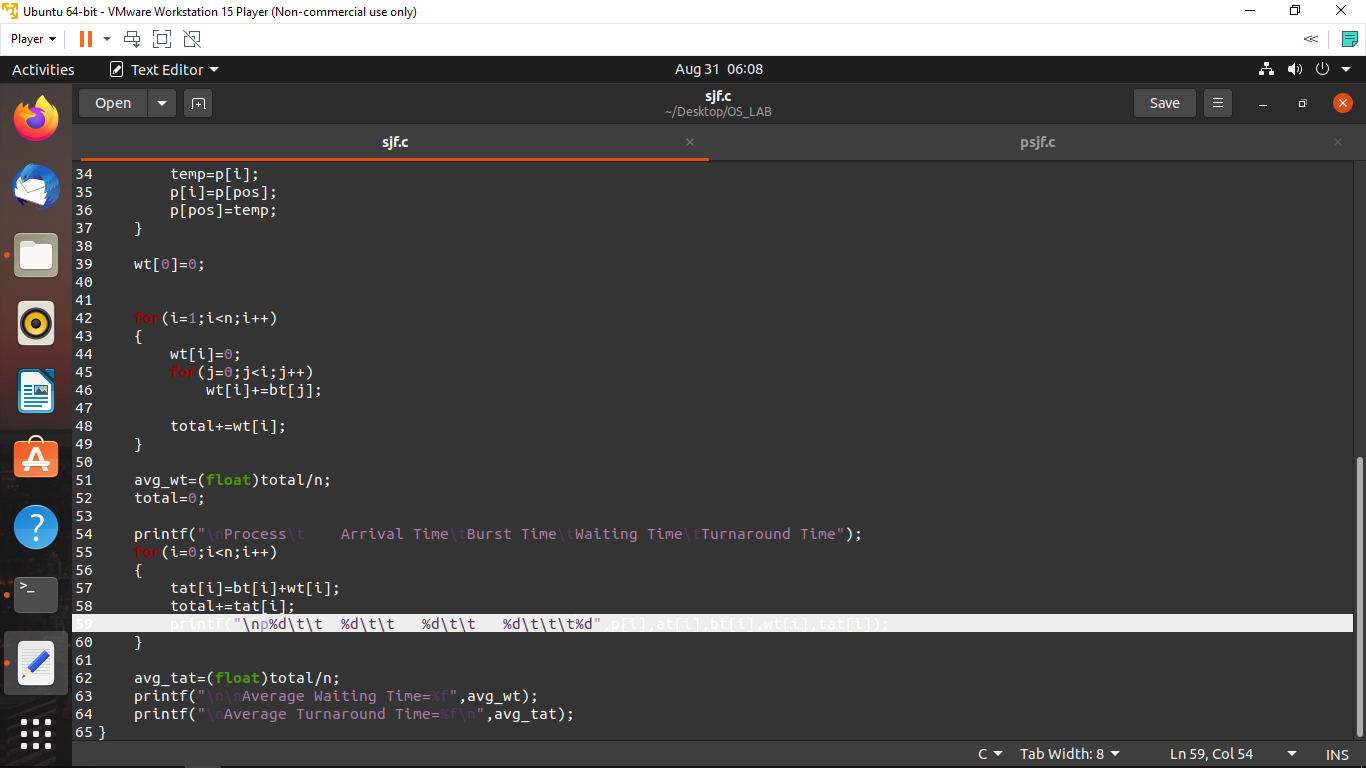 Ubuntu 64-bit - VMware Workstation 15 Player (Non-commercial use only)
Player
Activities Text Editor Aug 31 06:08
Open sjf.c Save
~/Desktop/OS_LAB
sjf.c psjf.c
34 temp=p[i];
35 p[i]=p[pos];
36 p[pos]=temp;
37 }
38
39 wt[0]=0;
40
41
42 for(i=1;i<n;i++)
43 {
44 wt[i]=0;
45 for(j=0;j<i;j++)
46 wt[i]+=bt[j];
47
48 total+=wt[i];
49 }
50
51 avg_wt=(float)total/n;
52 total=0;
53
54 printf("\nProcess\t    Arrival Time\tBurst Time\tWaiting Time\tTurnaround Time");
55 for(i=0;i<n;i++)
56 {
57 tat[i]=bt[i]+wt[i];
58 total+=tat[i];
59 printf("\np%d\t\t  %d\t\t   %d\t\t   %d\t\t\t%d",p[i],at[i],bt[i],wt[i],tat[i]);
60 }
61
62 avg_tat=(float)total/n;
63 printf("\n\nAverage Waiting Time=%f",avg_wt);
64 printf("\nAverage Turnaround Time=%f\n",avg_tat);
65 }
C Tab Width: 8 Ln 59, Col 54 INS